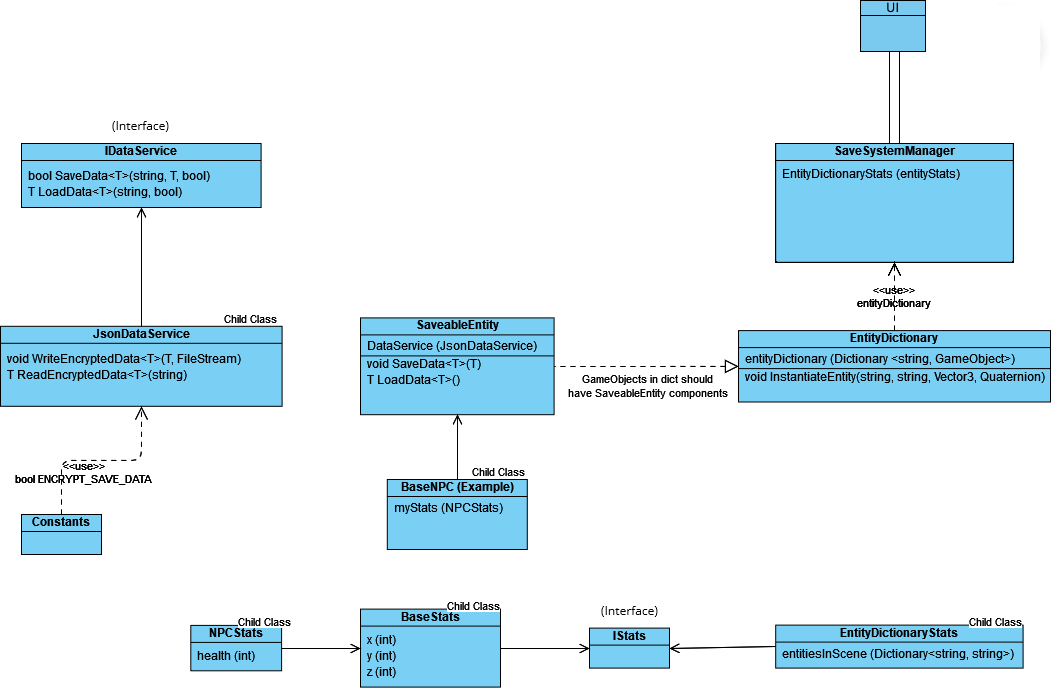 UI
(Interface)
IDataService
bool SaveData<T>(string, T, bool)
T LoadData<T>(string, bool)
SaveSystemManager
EntityDictionaryStats (entityStats)
<<use>>
entityDictionary
Child Class
JsonDataService
void WriteEncryptedData<T>(T, FileStream)
T ReadEncryptedData<T>(string)
SaveableEntity
DataService (JsonDataService)
void SaveData<T>(T)
T LoadData<T>()
GameObjects in dict should
have SaveableEntity components
EntityDictionary
entityDictionary (Dictionary <string, GameObject>)
void InstantiateEntity(string, string, Vector3, Quaternion)
<<use>>
bool ENCRYPT_SAVE_DATA
Constants
Child Class
BaseNPC (Example)
myStats (NPCStats)
Child Class
NPCStats
health (int)
Child Class
BaseStats
x (int)
y (int)
z (int)
(Interface)
IStats
Child Class
EntityDictionaryStats
entitiesInScene (Dictionary<string, string>)